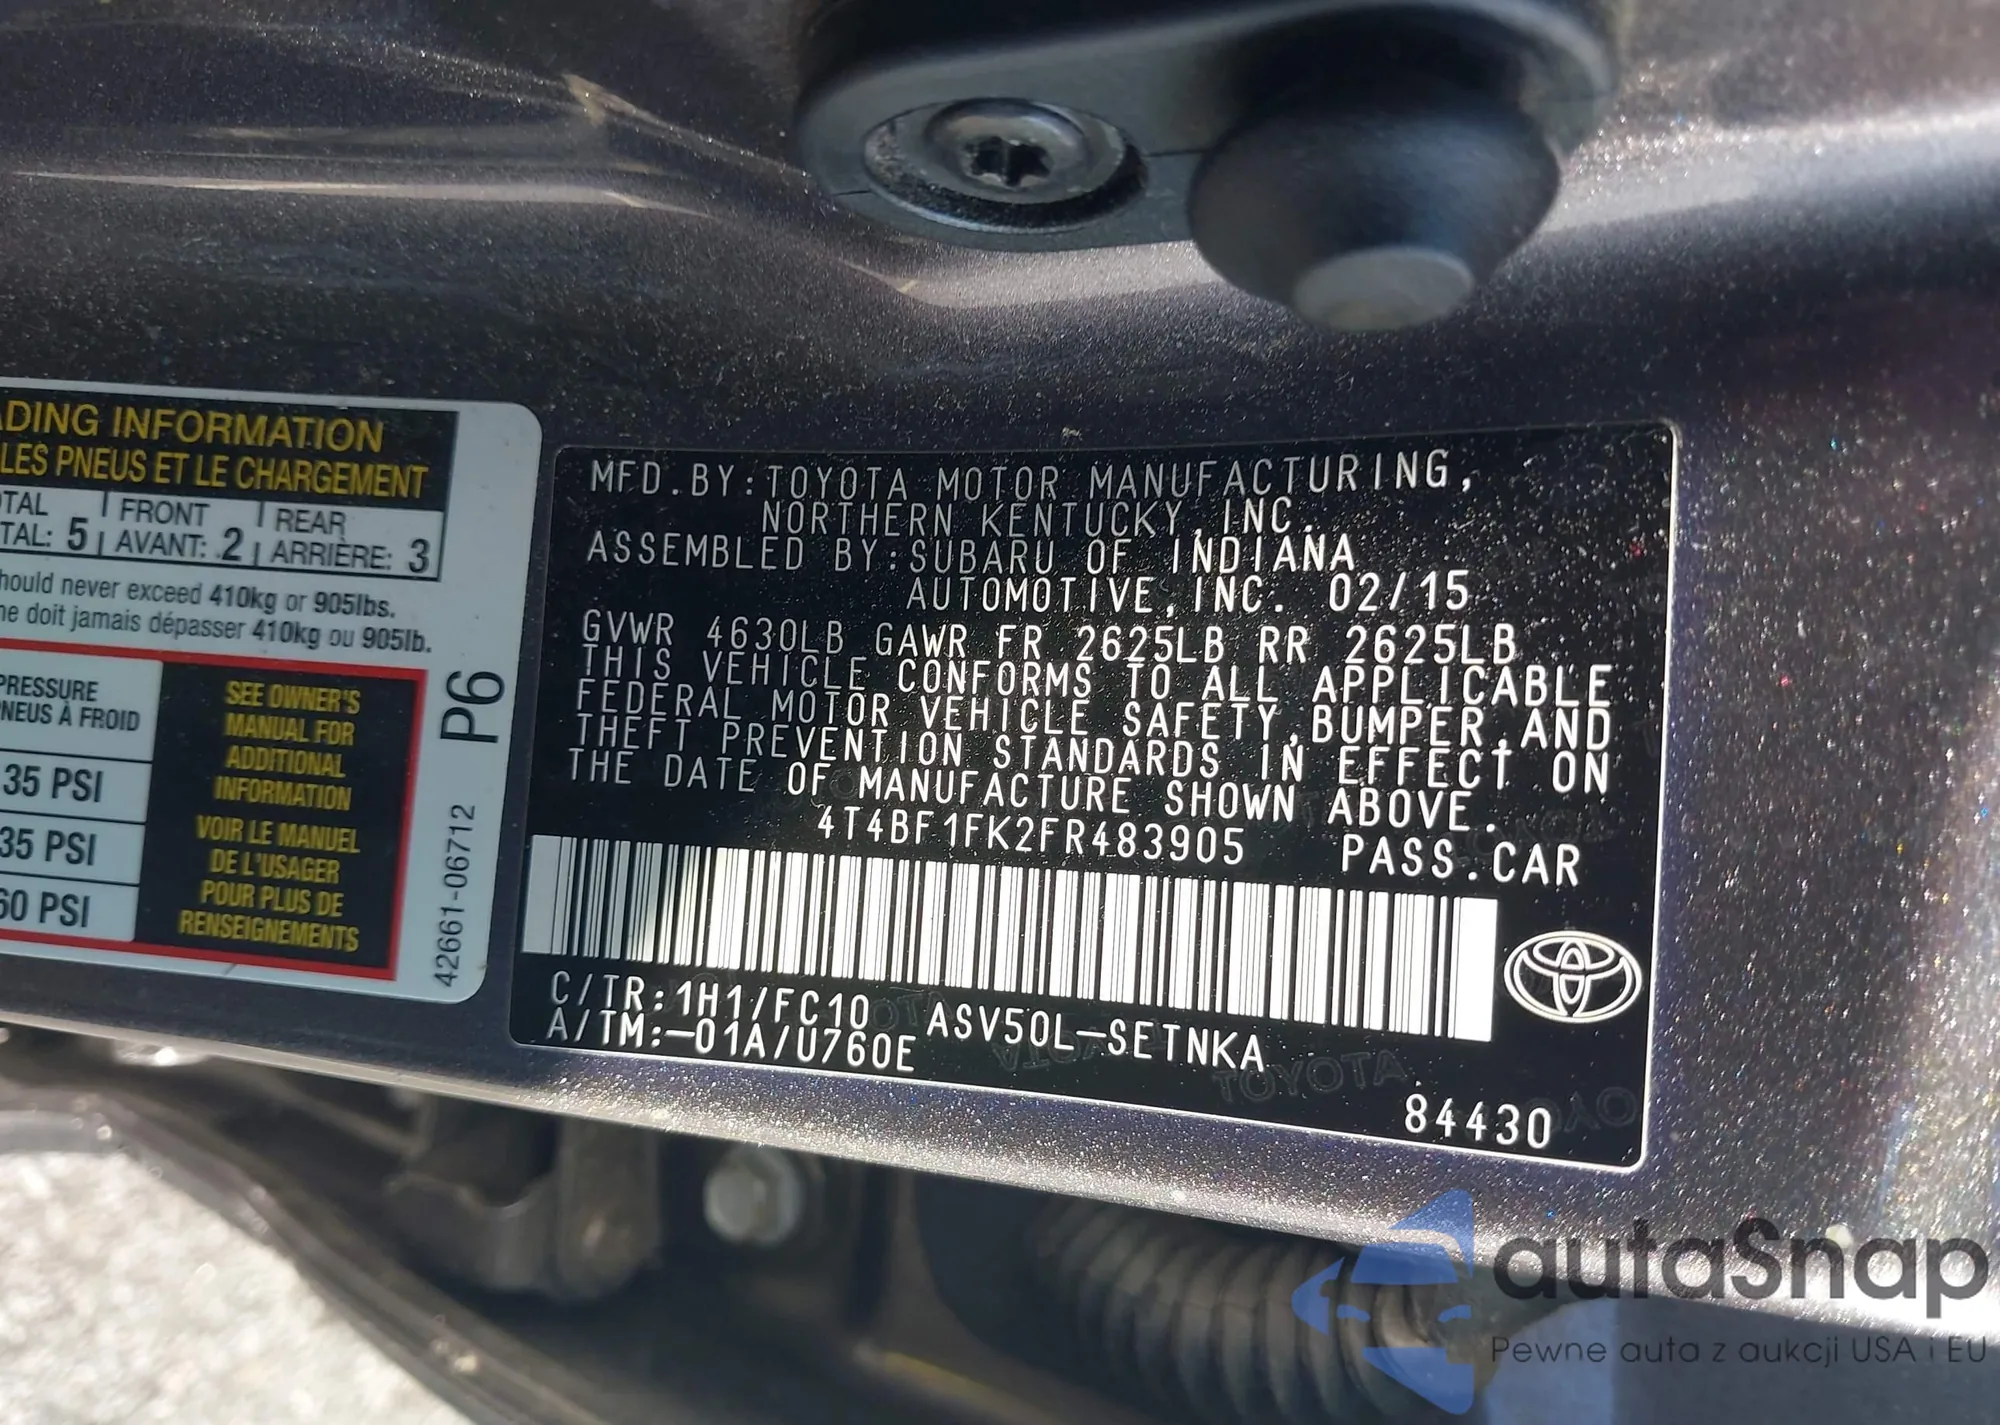 ADING INFORMATION
LES PNEUS ET LE CHARGEMENT
OTAL FRONT REAR
TAL: 5 AVANT: 2 ARRIÈRE: 3
hould never exceed 410kg or 905lbs.
ne doit jamais dépasser 410kg ou 905lb.
PRESSURE
NEUS À FROID
35 PSI
35 PSI
60 PSI
SEE OWNER'S
MANUAL FOR
ADDITIONAL
INFORMATION
VOIR LE MANUEL
DE L'USAGER
POUR PLUS DE
RENSEIGNEMENTS
P6
42661-06712
MFD.BY:TOYOTA MOTOR MANUFACTURING,
NORTHERN KENTUCKY,INC.
ASSEMBLED BY:SUBARU OF INDIANA
AUTOMOTIVE,INC. 02/15
GVWR 4630LB GAWR FR 2625LB RR 2625LB
THIS VEHICLE CONFORMS TO ALL APPLICABLE
FEDERAL MOTOR VEHICLE SAFETY,BUMPER,AND
THEFT PREVENTION STANDARDS IN EFFECT ON
THE DATE OF MANUFACTURE SHOWN ABOVE.
4T4BF1FK2FR483905 PASS.CAR
C/TR:1H1/FC10 ASV50L-SETNKA
A/TM:-01A/U760E
TOYOTA
84430
autaSnap
Pewne auta z aukcji USA i EU